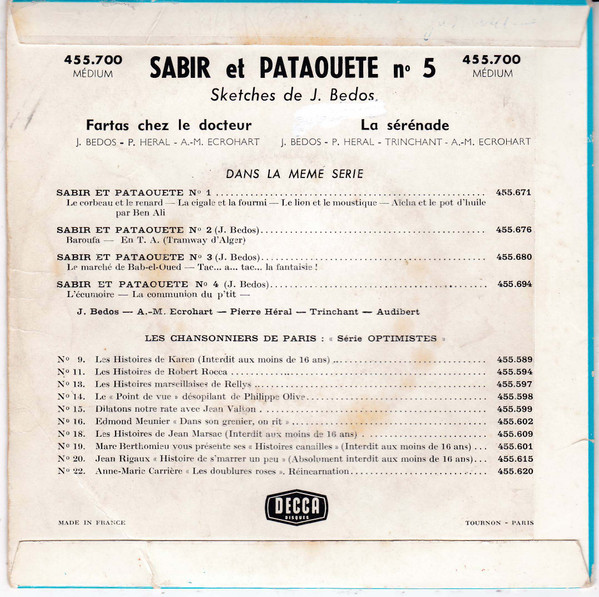 455.700 SABIR et PATAOUETE nº 5 455.700
MÉDIUM MÉDIUM
Sketches de J. Bedos.
Fartas chez le docteur La sérénade
J. BEDOS - P. HERAL - A.-M. ECROHART J. BEDOS - P. HERAL - TRINCHANT - A.-M. ECROHART
DANS LA MEME SERIE
SABIR ET PATAOUETE Nº 1 455.671
Le corbeau et le renard — La cigale et la fourmi — Le lion et le moustique — Aïcha et le pot d'huile
par Ben Ali
SABIR ET PATAOUETE Nº 2 (J. Bedos) 455.676
Baroufa — En T. A. (Tramway d'Alger)
SABIR ET PATAOUETE Nº 3 (J. Bedos) 455.680
Le marché de Bab-el-Oued — Tac... a... tac... la fantaisie !
SABIR ET PATAOUETE Nº 4 (J. Bedos) 455.694
L'écumoire — La communion du p'tit —
J. Bedos — A.-M. Ecrohart — Pierre Héral — Trinchant — Audibert
LES CHANSONNIERS DE PARIS : « Série OPTIMISTES »
Nº 9. Les Histoires de Karen (Interdit aux moins de 16 ans) 455.589
Nº 11. Les Histoires de Robert Rocca 455.594
Nº 13. Les Histoires marseillaises de Rellys 455.597
Nº 14. Le « Point de vue » désopilant de Philippe Olive 455.598
Nº 15. Dilatons notre rate avec Jean Valton 455.599
Nº 16. Edmond Meunier « Dans son grenier, on rit » 455.602
Nº 18. Les Histoires de Jean Marsac (Interdit aux moins de 16 ans) 455.609
Nº 19. Marc Berthomieu vous présente ses « Histoires canailles » (Interdit aux moins de 16 ans) 455.601
Nº 20. Jean Rigaux « Histoire de s'marrer un peu » (Absolument interdit aux moins de 16 ans) 455.615
Nº 22. Anne-Marie Carrière « Les doublures roses ». Réincarnation 455.620
DECCA
DISQUES
MADE IN FRANCE TOURNON - PARIS